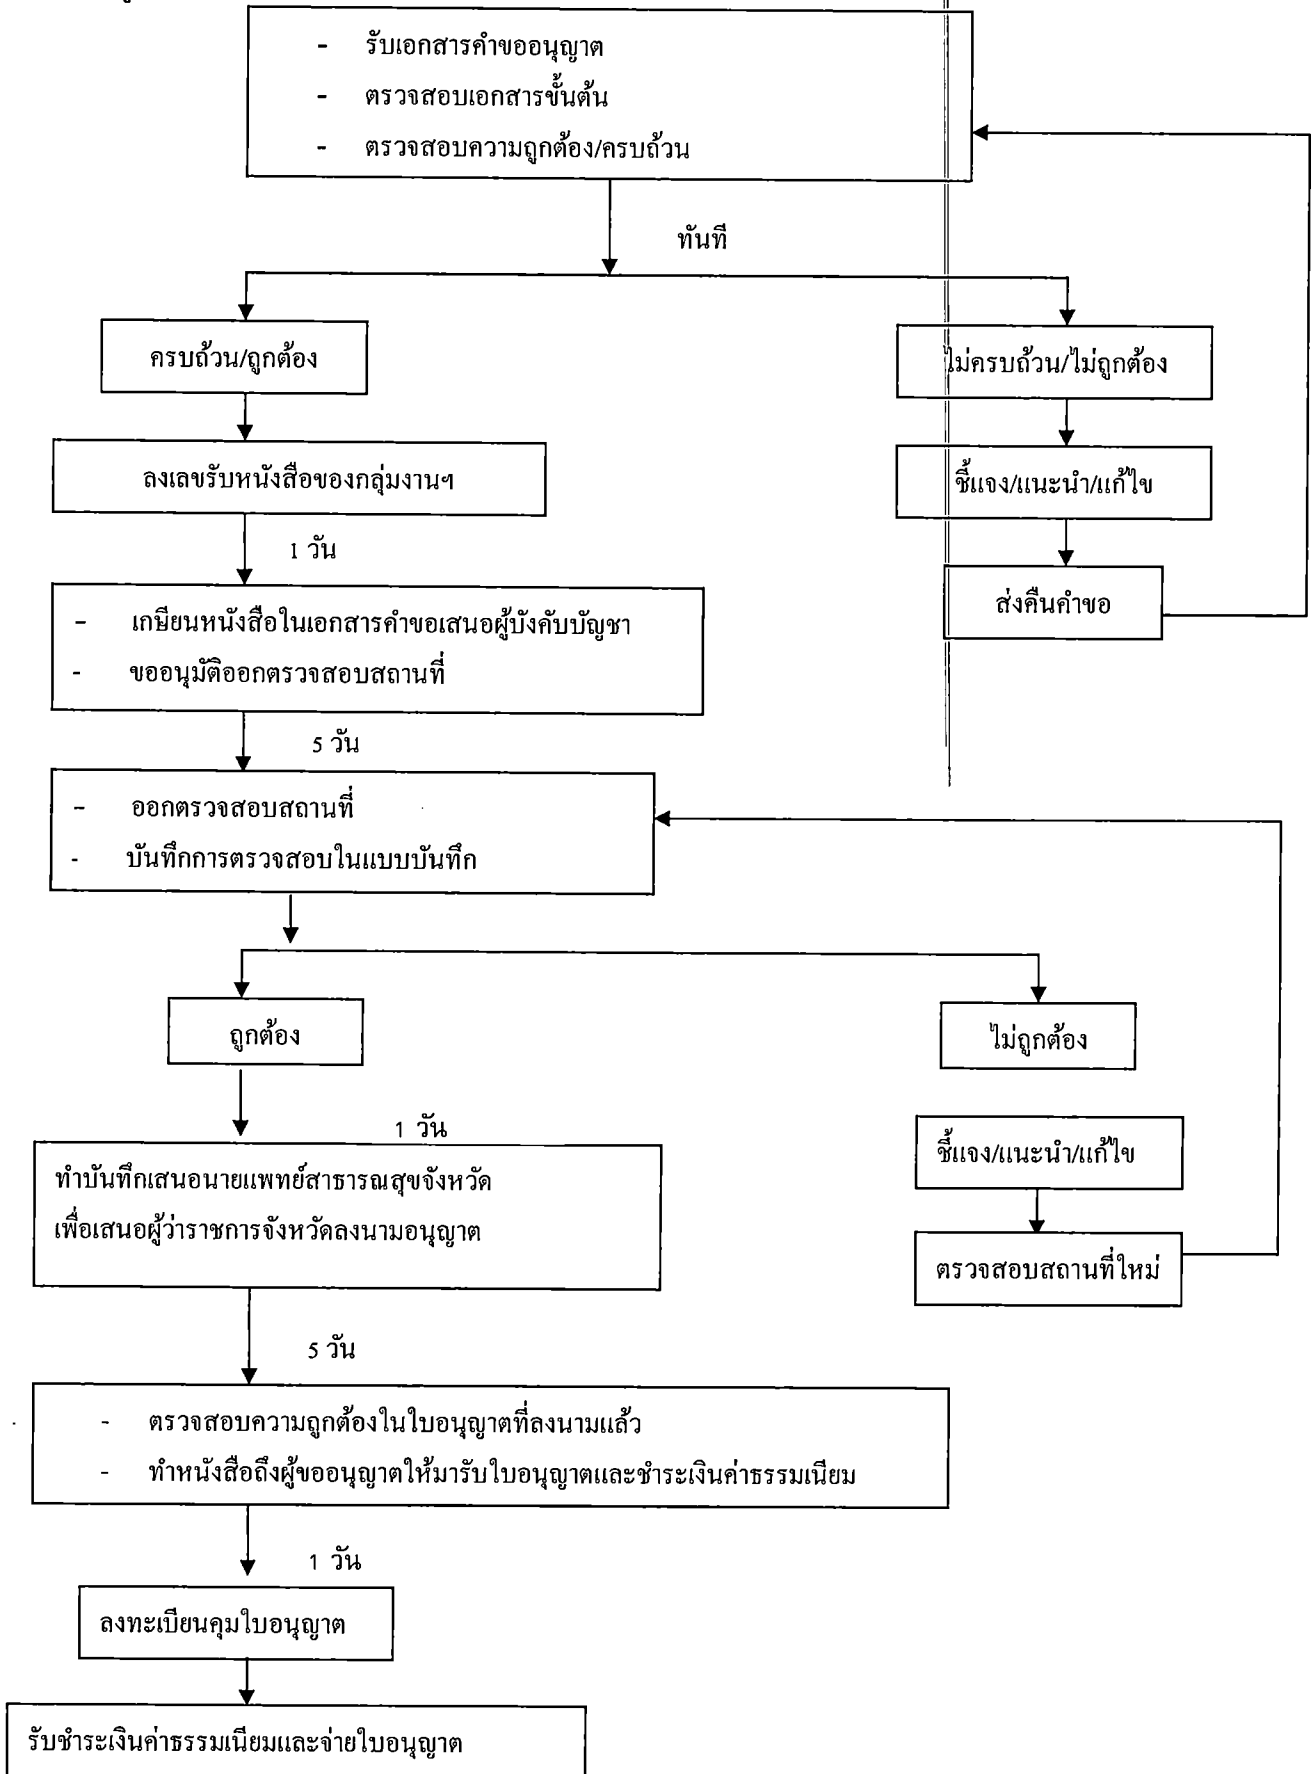 - รับเอกสารคำขออนุญาต
- ตรวจสอบเอกสารขั้นต้น
- ตรวจสอบความถูกต้อง/ครบถ้วน
ทันที
ครบถ้วน/ถูกต้อง
ไม่ครบถ้วน/ไม่ถูกต้อง
ลงเลขรับหนังสือของกลุ่มงานฯ
ชี้แจง/แนะนำ/แก้ไข
1 วัน
ส่งคืนคำขอ
- เกษียนหนังสือในเอกสารคำขอเสนอผู้บังคับบัญชา
- ขออนุมัติออกตรวจสอบสถานที่
5 วัน
- ออกตรวจสอบสถานที่
- บันทึกการตรวจสอบในแบบบันทึก
ถูกต้อง
ไม่ถูกต้อง
1 วัน
ชี้แจง/แนะนำ/แก้ไข
ทำบันทึกเสนอนายแพทย์สาธารณสุขจังหวัด
เพื่อเสนอผู้ว่าราชการจังหวัดลงนามอนุญาต
ตรวจสอบสถานที่ใหม่
5 วัน
- ตรวจสอบความถูกต้องในใบอนุญาตที่ลงนามแล้ว
- ทำหนังสือถึงผู้ขออนุญาตให้มารับใบอนุญาตและชำระเงินค่าธรรมเนียม
1 วัน
ลงทะเบียนคุมใบอนุญาต
รับชำระเงินค่าธรรมเนียมและจ่ายใบอนุญาต